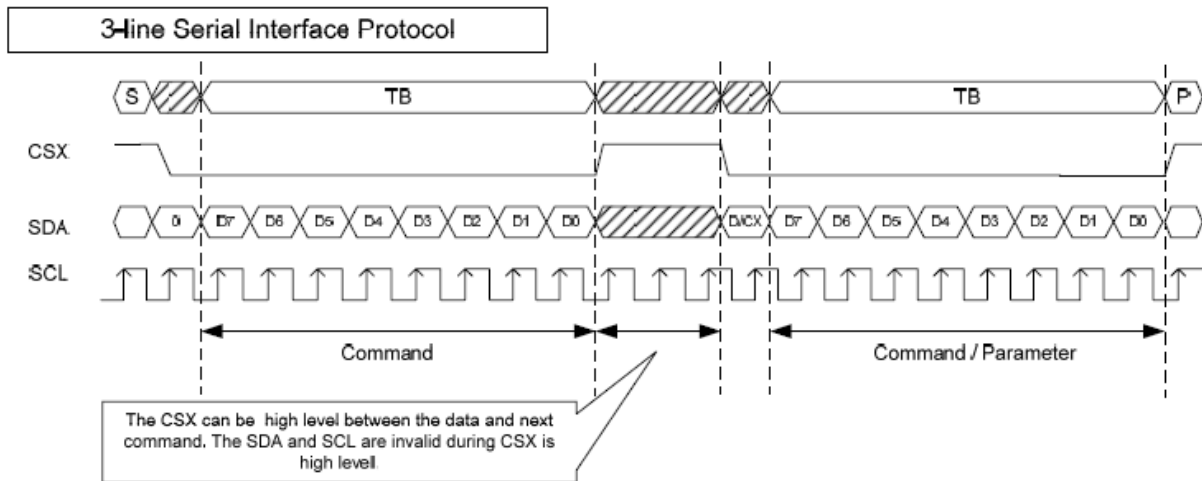 3-line Serial Interface Protocol
S TB TB P
CSX
SDA 0 D7 D6 D5 D4 D3 D2 D1 D0 D/CX D7 D6 D5 D4 D3 D2 D1 D0
SCL
Command Command / Parameter
The CSX can be high level between the data and next
command. The SDA and SCL are invalid during CSX is
high level.